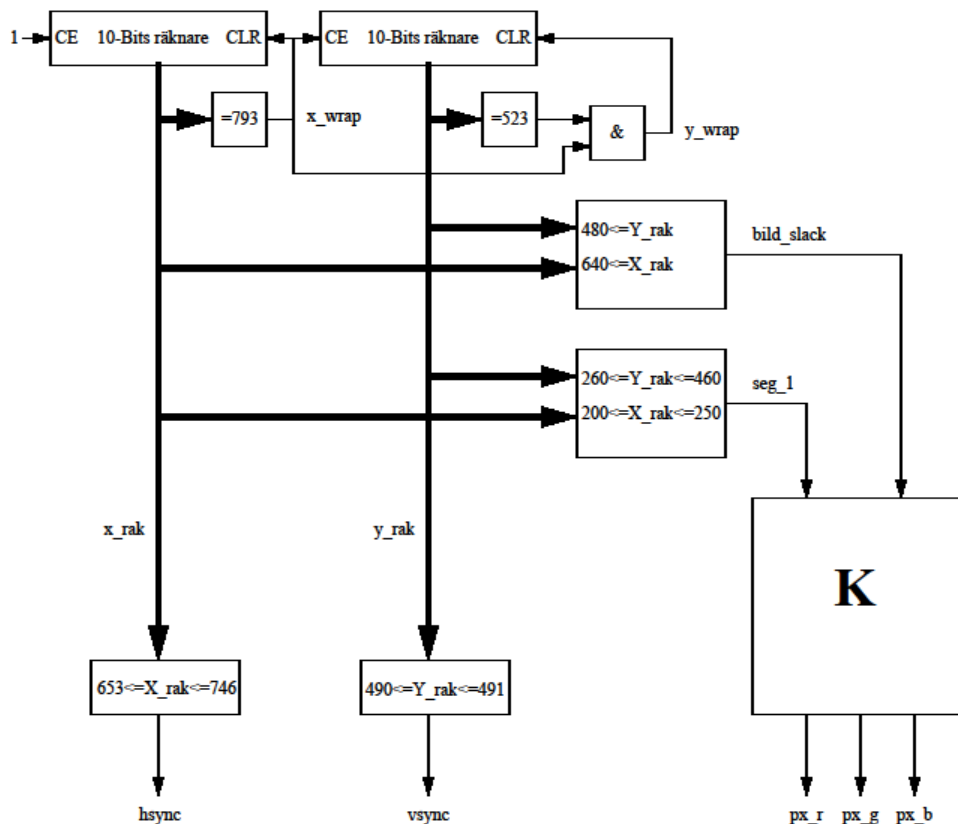 1 CE 10-Bits räknare CLR CE 10-Bits räknare CLR
=793 x_wrap =523 & y_wrap
480<=Y_rak bild_slack
640<=X_rak
260<=Y_rak<=460 seg_1
200<=X_rak<=250
x_rak y_rak
K
653<=X_rak<=746 490<=Y_rak<=491
hsync vsync px_r px_g px_b